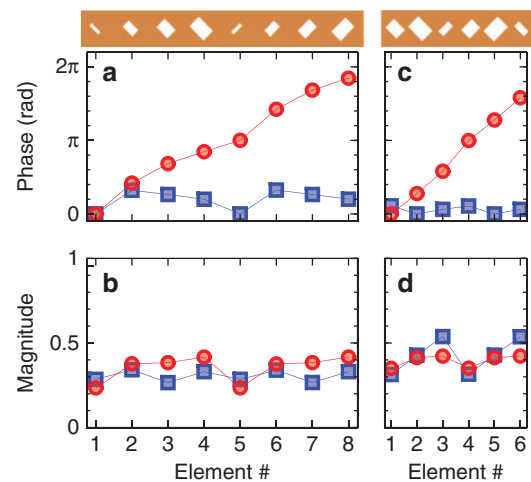 a
c
2π
π
0
Phase (rad)
b
d
1
0.5
0
Magnitude
1 2 3 4 5 6 7 8
1 2 3 4 5 6
Element #
Element #